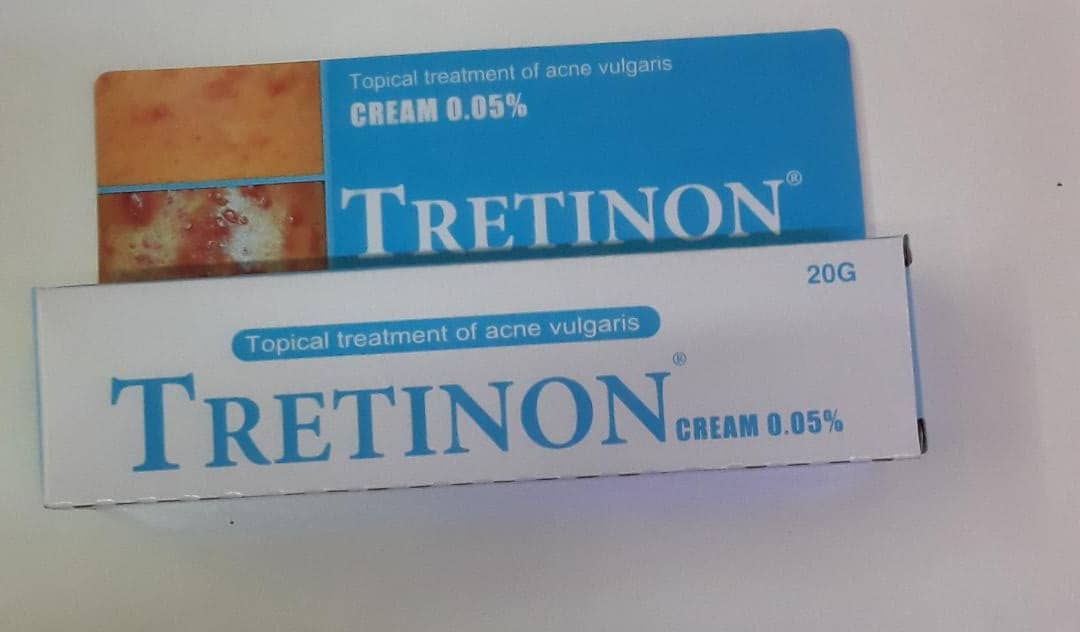 Topical treatment of acne vulgaris
CREAM 0.05%
TRETINON®
20G
Topical treatment of acne vulgaris
TRETINON® CREAM 0.05%